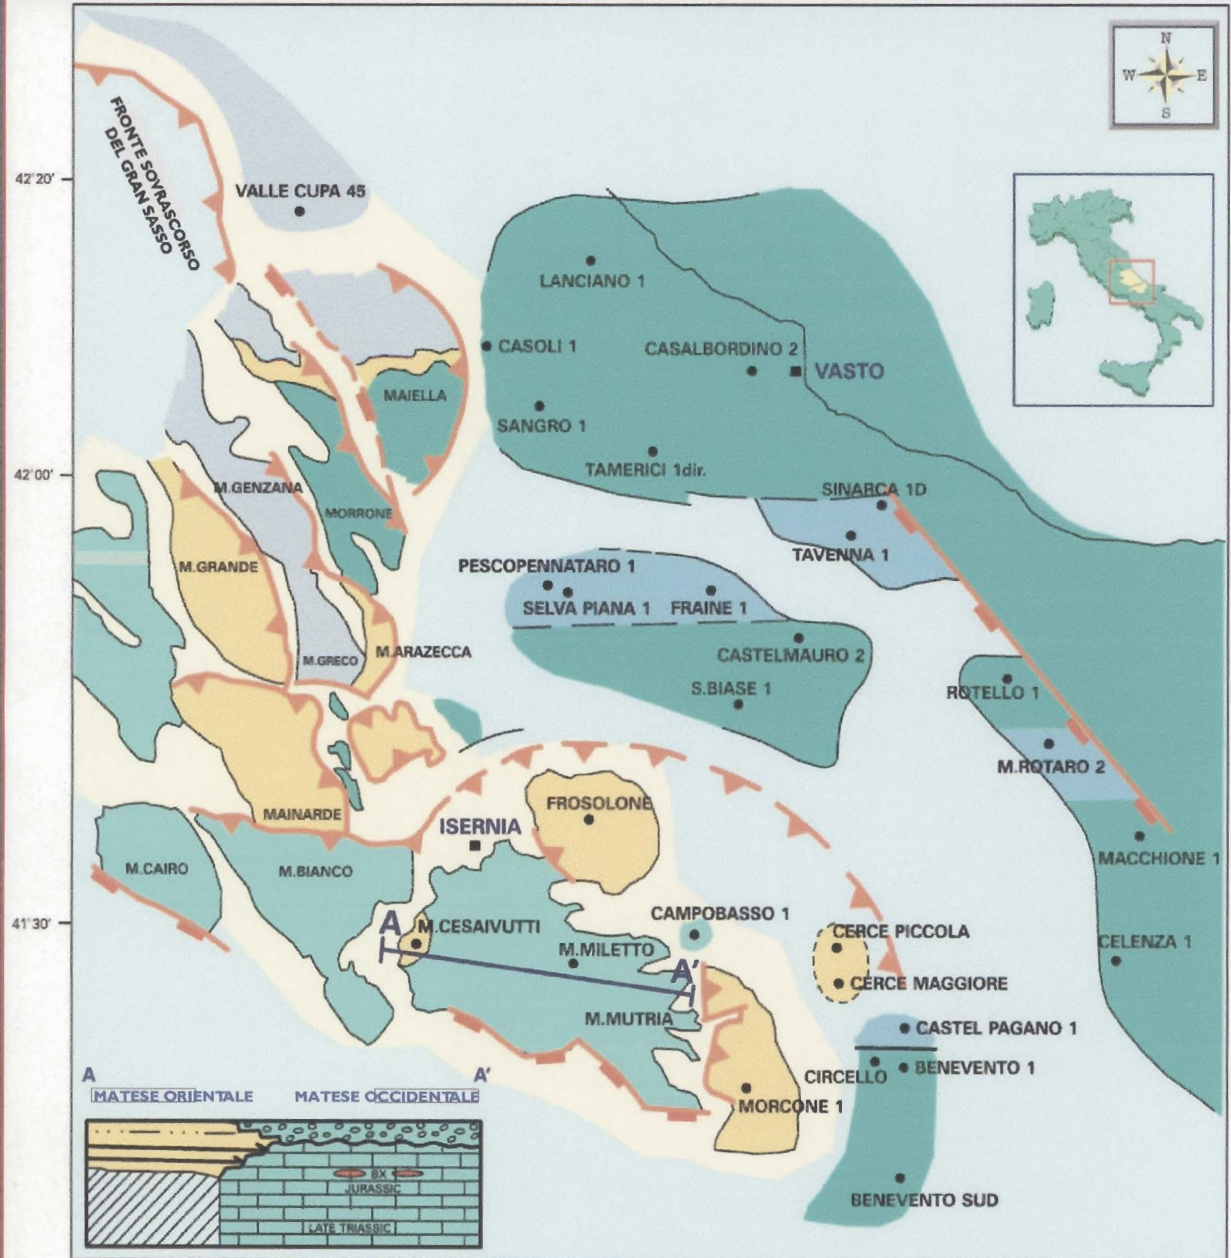 N
W E
S
FRONTE SOVRASCORSO
DEL GRAN SASSO
42°20'
VALLE CUPA 45
LANCIANO 1
CASOLI 1
CASALBORDINO 2
VASTO
MAIELLA
SANGRO 1
TAMERICI 1dir.
42°00'
M.GENZANA
SINARCA 1D
MORRONE
TAVENNA 1
M.GRANDE
PESCOPENNATARO 1
SELVA PIANA 1
FRAINE 1
M.GRECO
M.ARAZECCA
CASTELMAURO 2
S.BIASE 1
ROTELLO 1
M.ROTARO 2
MAINARDE
FROSOLONE
ISERNIA
M.CAIRO
M.BIANCO
MACCHIONE 1
41°30'
A
M.CESAIVUTTI
CAMPOBASSO 1
CERCE PiCCOLA
M.MILETTO
A'
CELENZA 1
CERCE MAGGIORE
M.MUTRIA
CASTEL PAGANO 1
CIRCELLO
BENEVENTO 1
MORCONE 1
BENEVENTO SUD
A A'
MATESE ORIENTALE MATESE OCCIDENTALE
BX
JURASSIC
LATE TRIASSIC